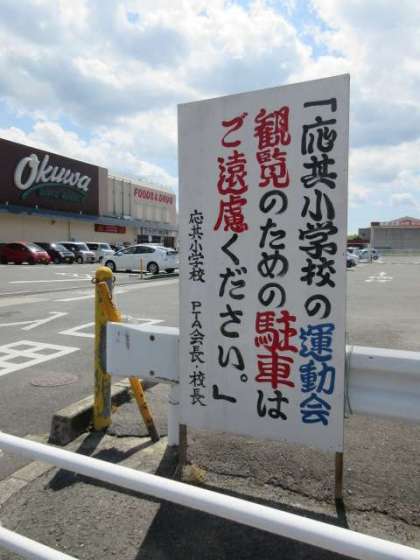 「応其小学校の運動会
観覧のための駐車は
ご遠慮ください。」
応其小学校 PTA会長・校長
Okuwa
FOODS & DRUG